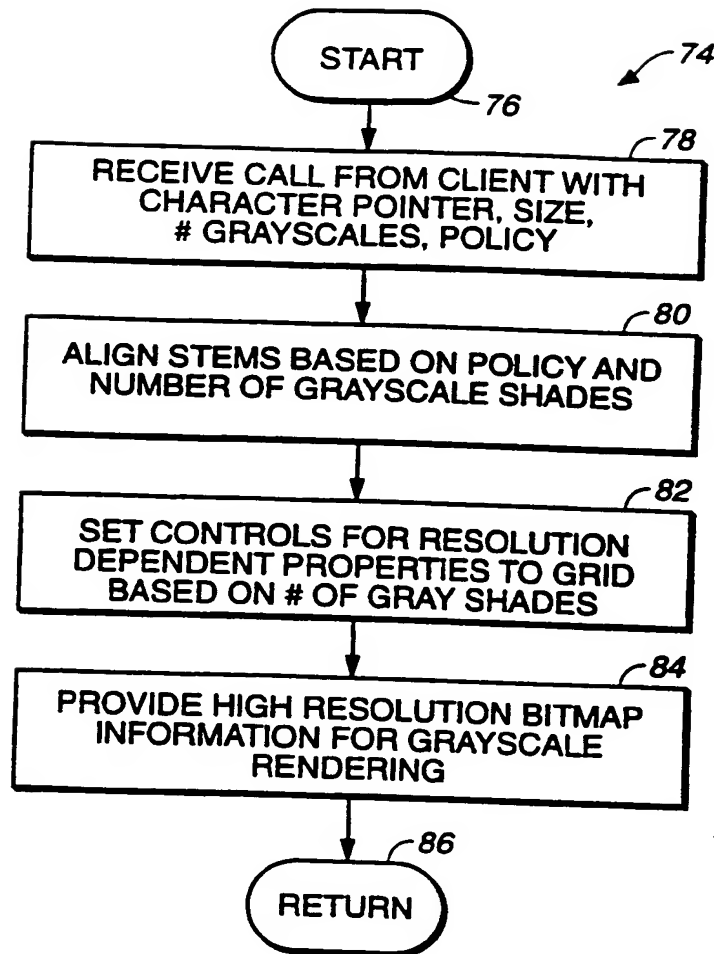 START
74
76
78
RECEIVE CALL FROM CLIENT WITH
CHARACTER POINTER, SIZE,
# GRAYSCALES, POLICY
80
ALIGN STEMS BASED ON POLICY AND
NUMBER OF GRAYSCALE SHADES
82
SET CONTROLS FOR RESOLUTION
DEPENDENT PROPERTIES TO GRID
BASED ON # OF GRAY SHADES
84
PROVIDE HIGH RESOLUTION BITMAP
INFORMATION FOR GRAYSCALE
RENDERING
86
RETURN